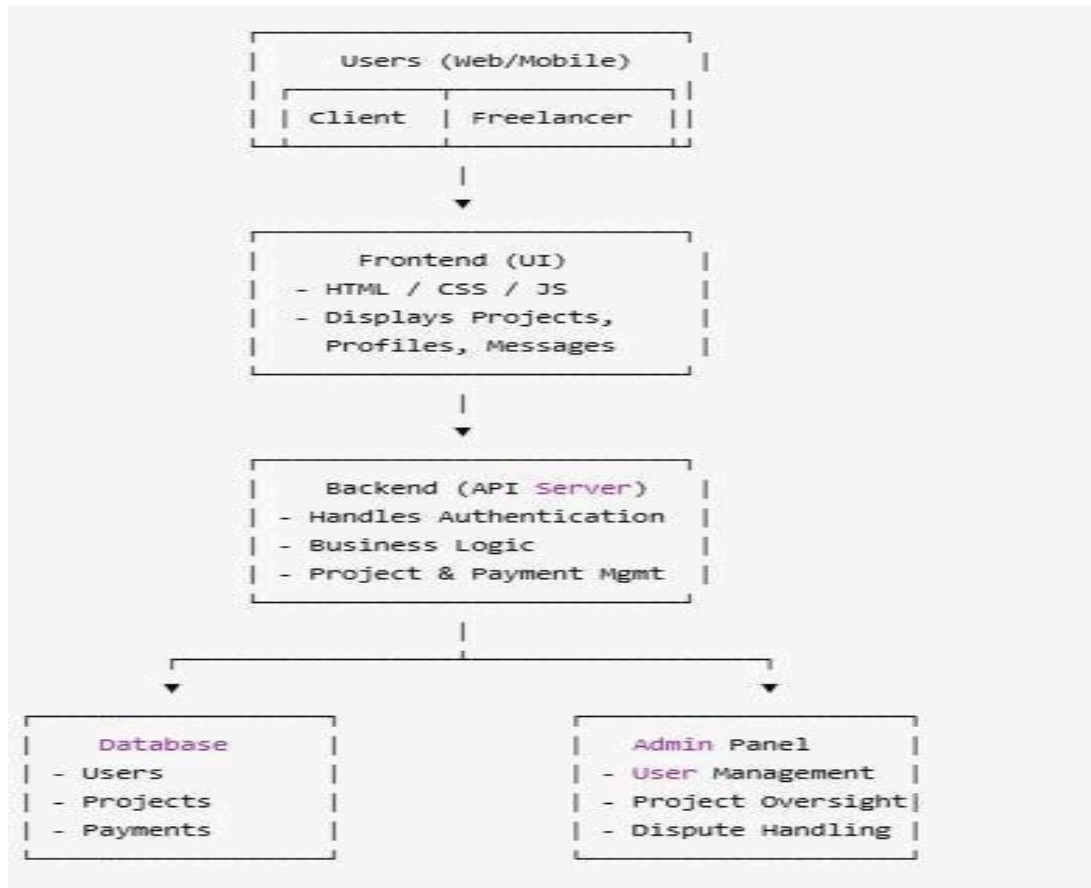 Users (Web/Mobile)
Client | Freelancer
Frontend (UI)
- HTML / CSS / JS
- Displays Projects,
Profiles, Messages
Backend (API Server)
- Handles Authentication
- Business Logic
- Project & Payment Mgmt
Database
- Users
- Projects
- Payments
Admin Panel
- User Management
- Project Oversight
- Dispute Handling